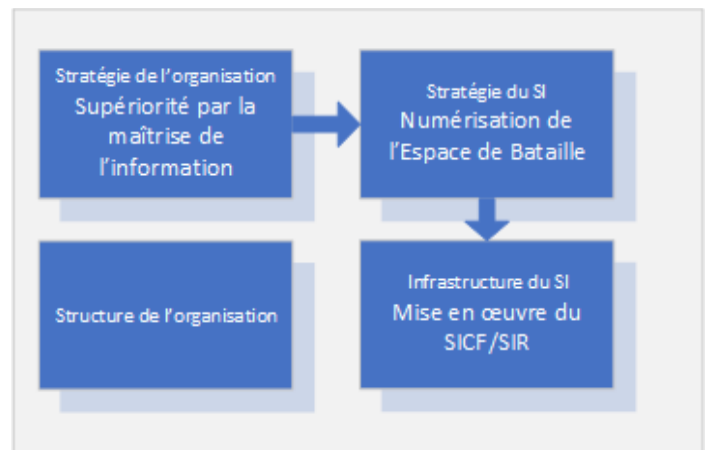 Stratégie de l'organisation
Supériorité par la
maîtrise de
l'information
Stratégie du SI
Numérisation de
l'Espace de Bataille
Structure de l'organisation
Infrastructure du SI
Mise en œuvre du
SICF/SIR